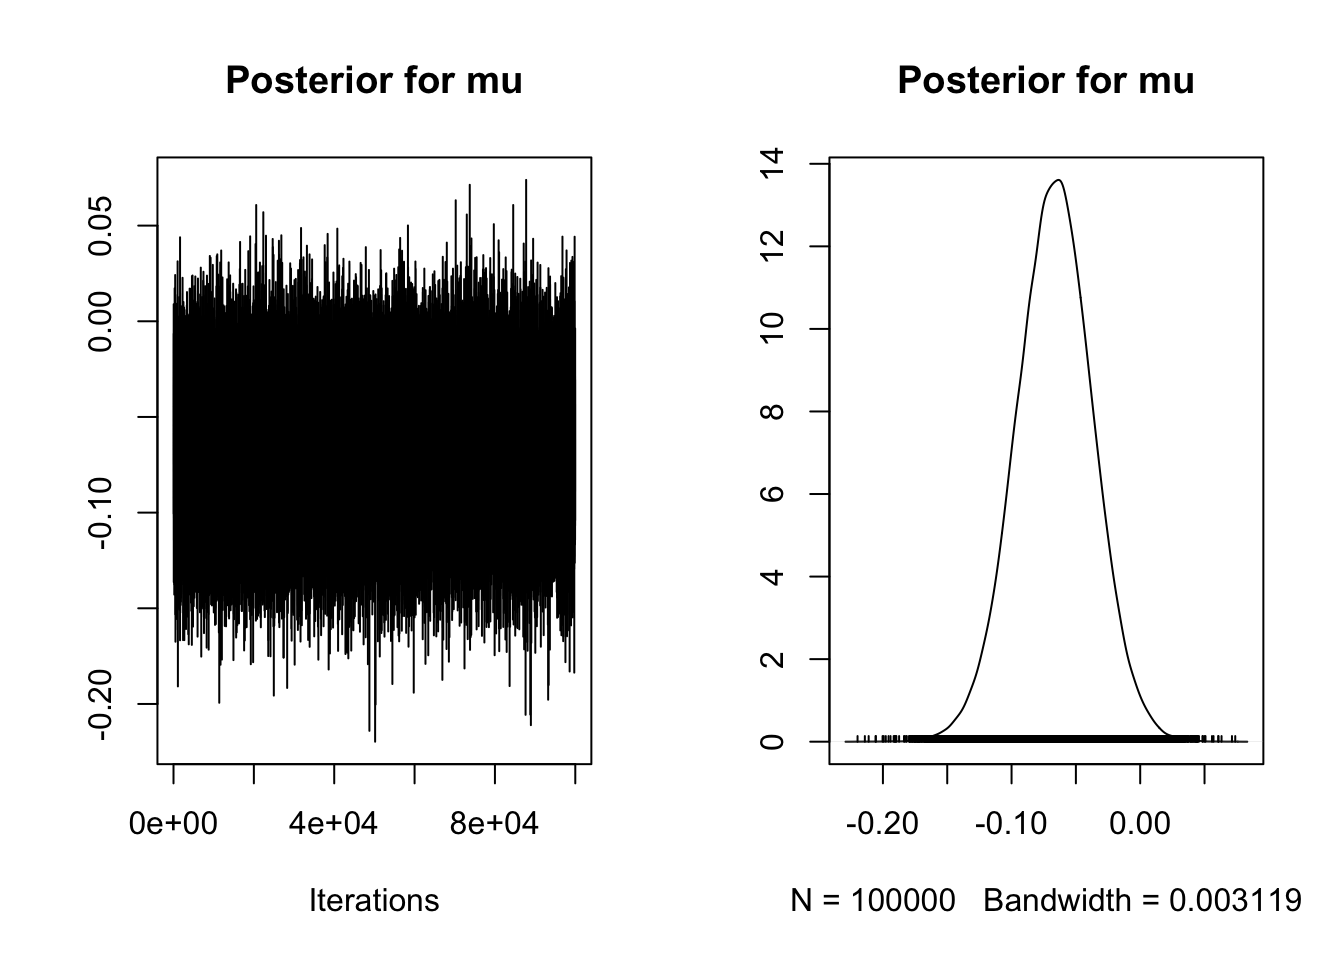 Posterior for mu
0.05
0.00
-0.10
-0.20
0e+00 4e+04 8e+04
Iterations
Posterior for mu
14
12
10
8
6
4
2
0
-0.20 -0.10 0.00
N = 100000 Bandwidth = 0.003119